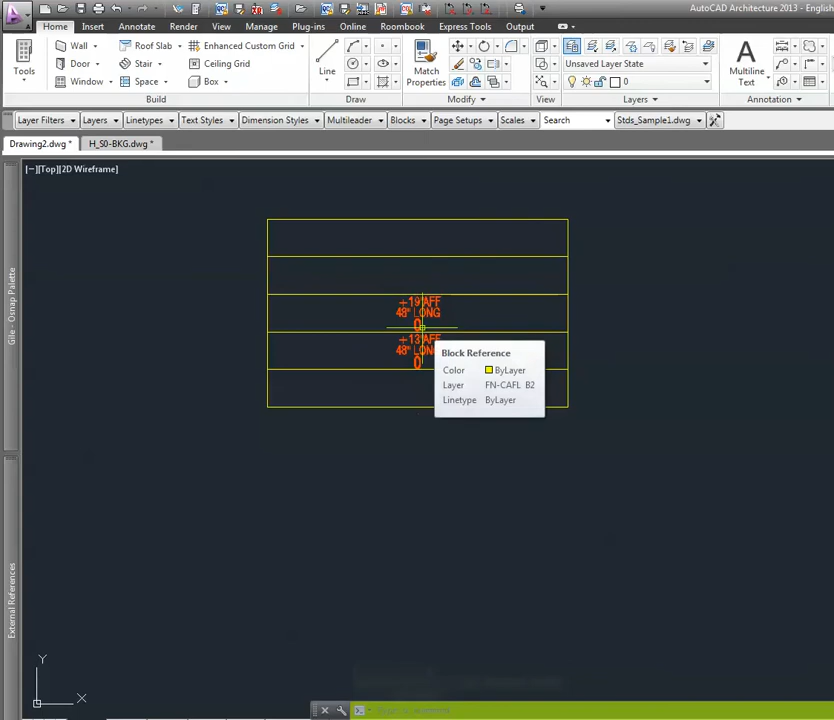 AutoCAD Architecture 2013 - English
Home Insert Annotate Render View Manage Plug-ins Online Roombook Express Tools Output
Wall Roof Slab Enhanced Custom Grid
Door Stair Ceiling Grid
Window Space Box
Tools
Line
Match
Properties
Unsaved Layer State
0
Multiline
Text
Build Draw Modify View Layers Annotation
Layer Filters Layers Linetypes Text Styles Dimension Styles Multileader Blocks Page Setups Scales Search Stds_Sample1.dwg
Drawing2.dwg * H_S0-BKG.dwg *
[−][Top][2D Wireframe]
Gile - Osnap Palette
+19 AFF
48" LONG
0
+13 AFF
48" LONG
0
Block Reference
Color ByLayer
Layer FN-CAFL B2
Linetype ByLayer
External References
Y
X